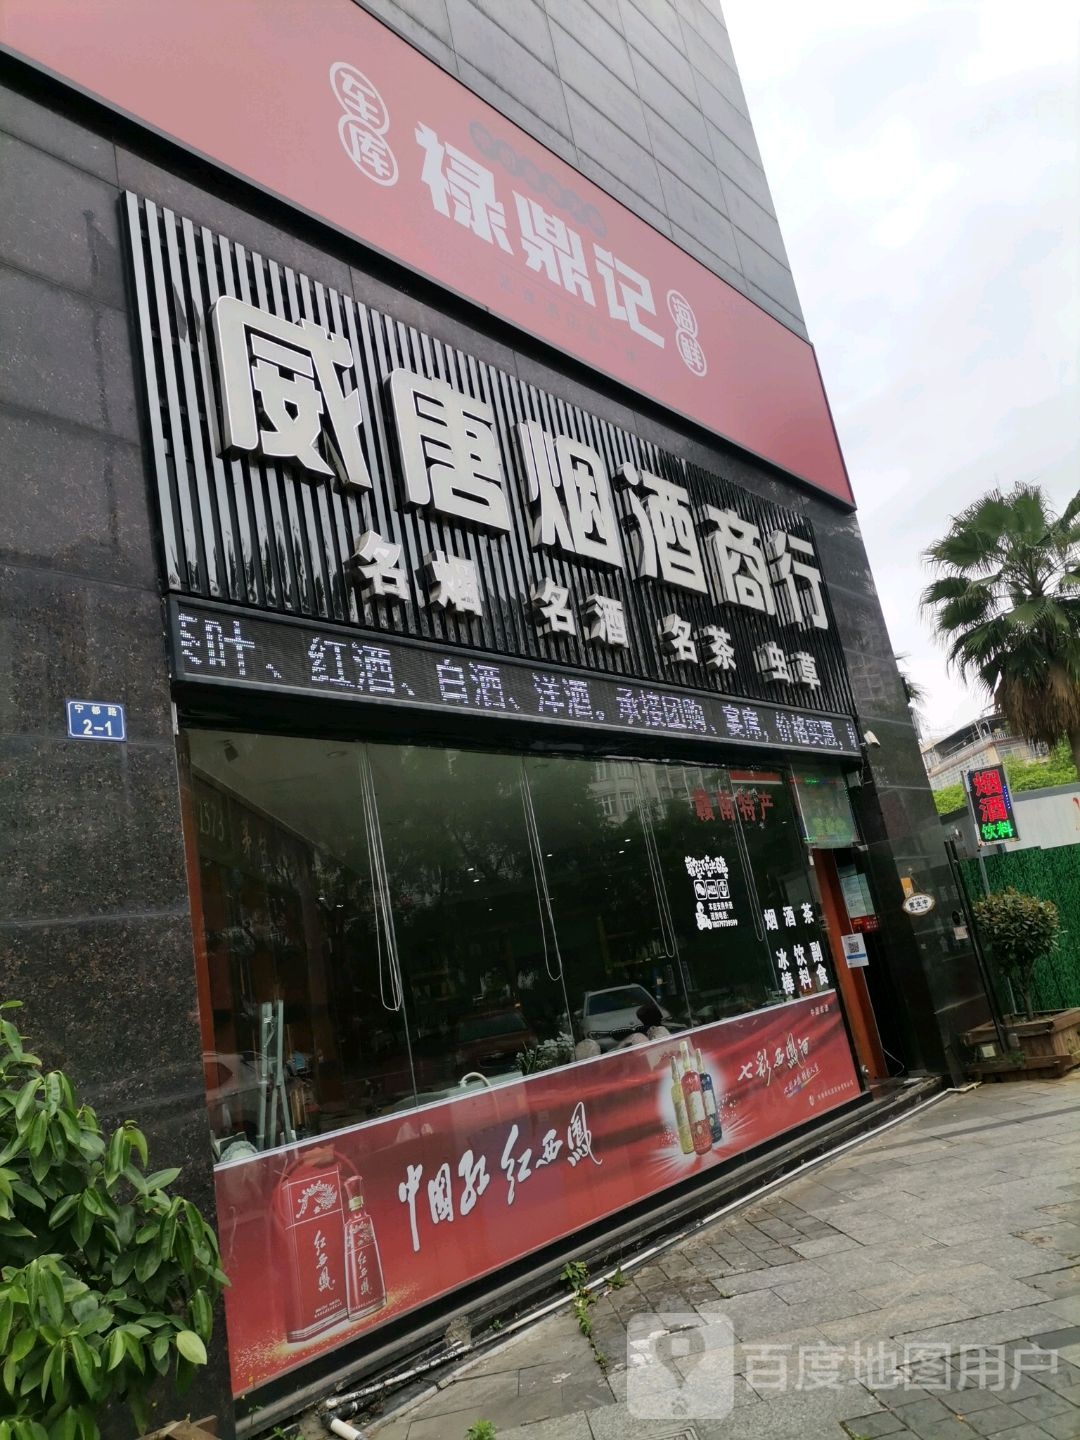 车库
禄鼎记
海鲜
威唐烟酒商行
名烟 名酒 名茶 虫草
叶、红酒、白酒、洋酒。承接团购、宴席,价格实惠,
宁都路
2-1
烟酒
饮料
赣南特产
1573
烟酒茶
冰饮副
棒料食
中国红 红西凤
七彩西凤酒
红西凤
红西凤
百度地图用户